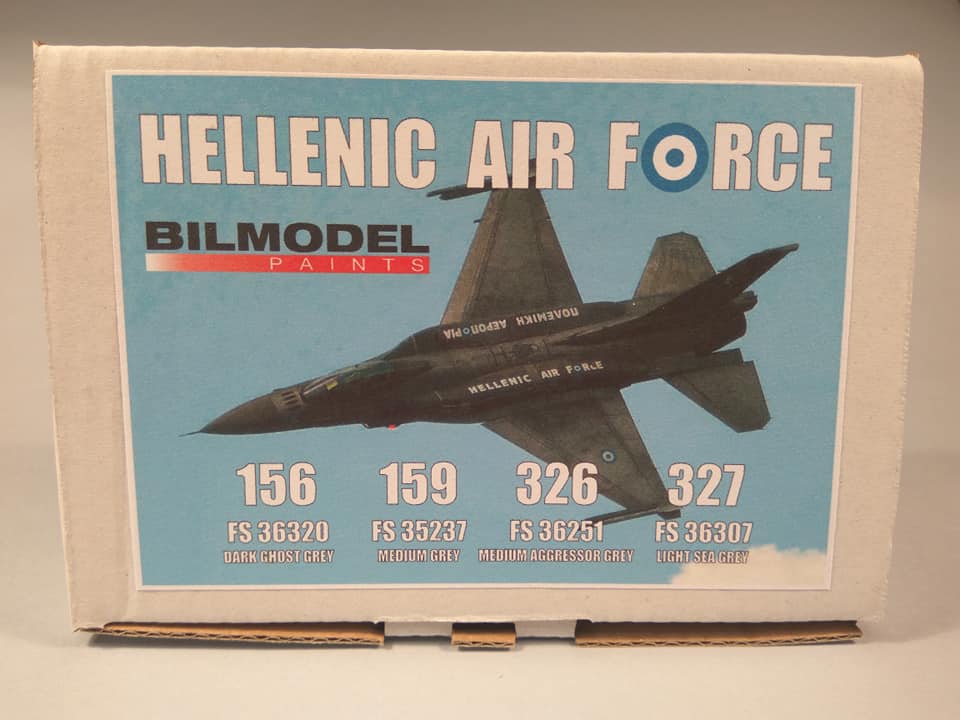 HELLENIC AIR FORCE
BILMODEL
PAINTS
ΠΟΛΕΜΙΚΗ ΑΕΡΟΠΟΡΙΑ
HELLENIC AIR FORCE
156 159 326 327
FS 36320 FS 35237 FS 36251 FS 36307
DARK GHOST GREY MEDIUM GREY MEDIUM AGGRESSOR GREY LIGHT SEA GREY